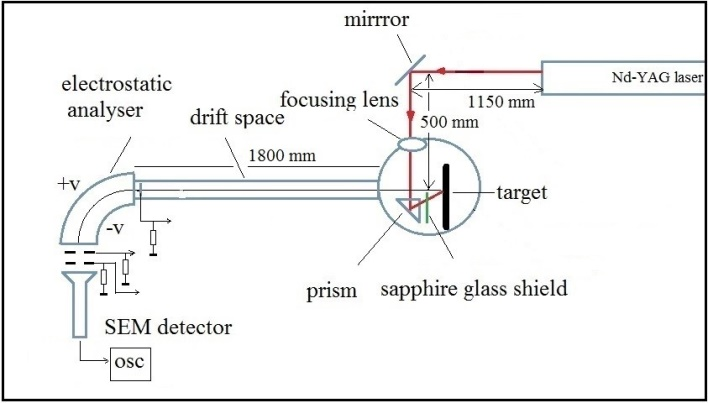 mirrror
Nd-YAG laser
electrostatic
analyser
focusing lens
1150 mm
drift space
500 mm
1800 mm
+v
target
-v
prism
sapphire glass shield
SEM detector
osc